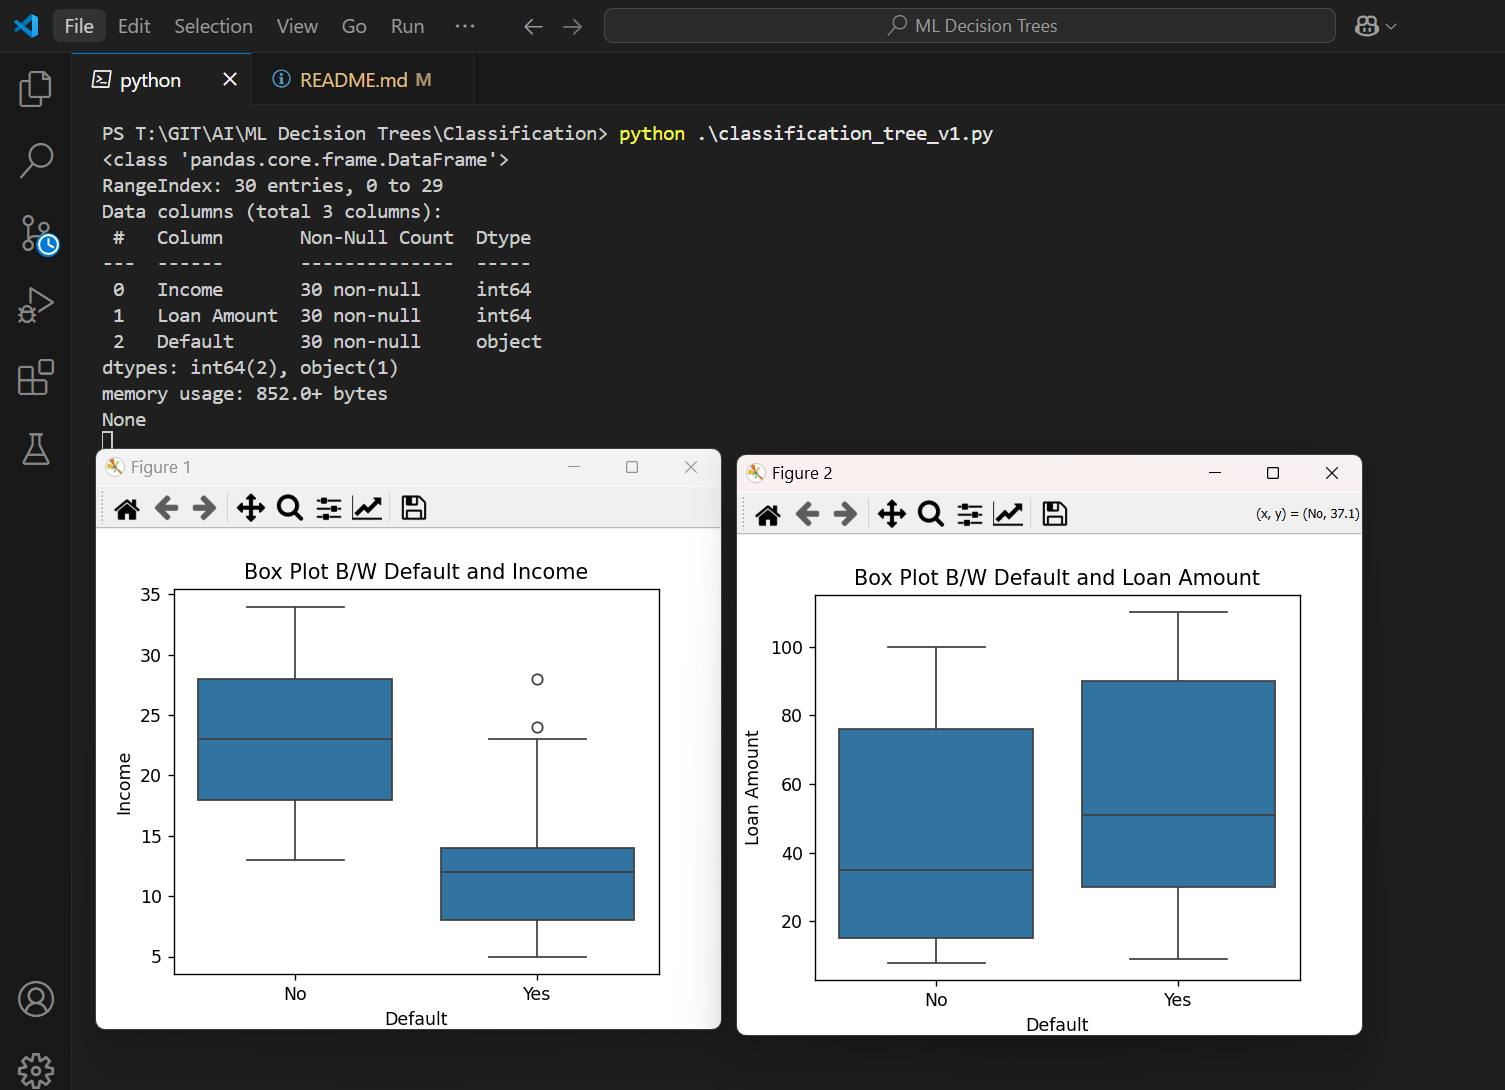 File Edit Selection View Go Run ··· ML Decision Trees
python README.md M
PS T:\GIT\AI\ML Decision Trees\Classification> python .\classification_tree_v1.py
<class 'pandas.core.frame.DataFrame'>
RangeIndex: 30 entries, 0 to 29
Data columns (total 3 columns):
#   Column       Non-Null Count  Dtype
---  ------       --------------  -----
0   Income       30 non-null     int64
1   Loan Amount  30 non-null     int64
2   Default      30 non-null     object
dtypes: int64(2), object(1)
memory usage: 852.0+ bytes
None
Figure 1
Box Plot B/W Default and Income
35
30
25
20
15
10
5
Income
No Yes
Default
Figure 2
(x, y) = (No, 37.1)
Box Plot B/W Default and Loan Amount
100
80
60
40
20
Loan Amount
No Yes
Default